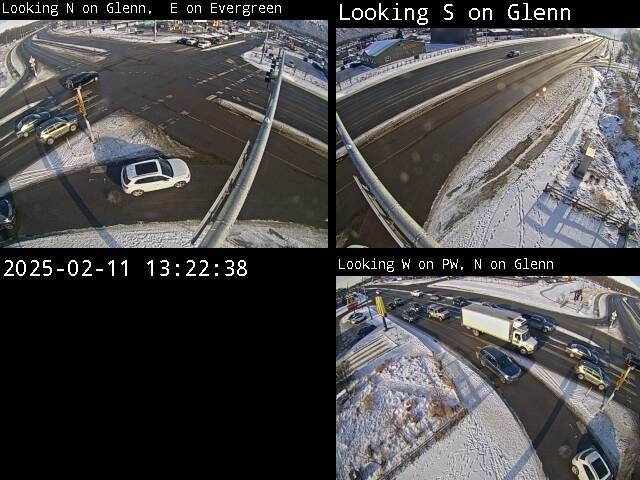 Looking N on Glenn,  E on Evergreen
Looking S on Glenn
2025-02-11 13:22:38
Looking W on PW, N on Glenn